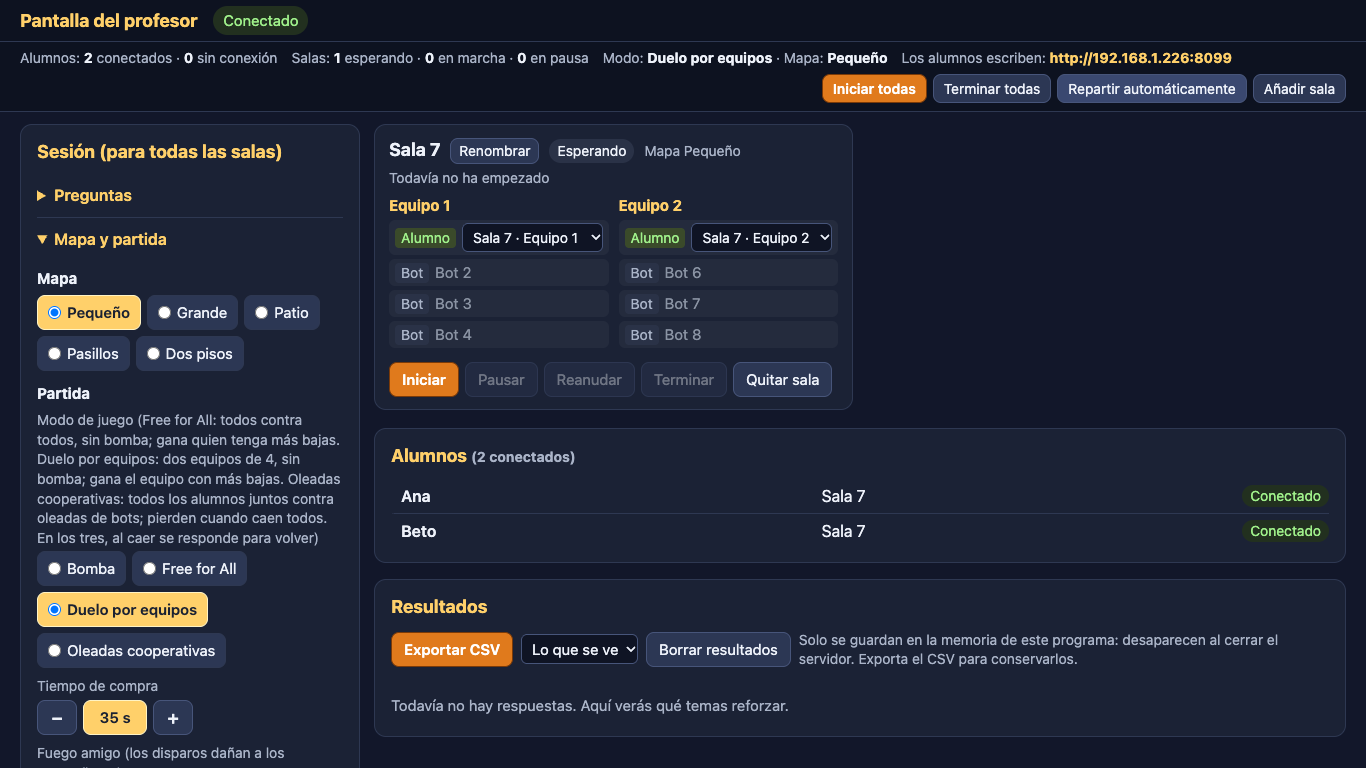 Pantalla del profesor Conectado
Alumnos: 2 conectados · 0 sin conexión Salas: 1 esperando · 0 en marcha · 0 en pausa Modo: Duelo por equipos · Mapa: Pequeño Los alumnos escriben: http://192.168.1.226:8099
Iniciar todas Terminar todas Repartir automáticamente Añadir sala
Sesión (para todas las salas)
Preguntas
Mapa y partida
Mapa
Pequeño Grande Patio
Pasillos Dos pisos
Partida
Modo de juego (Free for All: todos contra
todos, sin bomba; gana quien tenga más bajas.
Duelo por equipos: dos equipos de 4, sin
bomba; gana el equipo con más bajas. Oleadas
cooperativas: todos los alumnos juntos contra
oleadas de bots; pierden cuando caen todos.
En los tres, al caer se responde para volver)
Bomba Free for All
Duelo por equipos
Oleadas cooperativas
Tiempo de compra
− 35 s +
Fuego amigo (los disparos dañan a los
Sala 7 Renombrar Esperando Mapa Pequeño
Todavía no ha empezado
Equipo 1 Equipo 2
Alumno Sala 7 · Equipo 1 Alumno Sala 7 · Equipo 2
Bot Bot 2 Bot Bot 6
Bot Bot 3 Bot Bot 7
Bot Bot 4 Bot Bot 8
Iniciar Pausar Reanudar Terminar Quitar sala
Alumnos (2 conectados)
Ana Sala 7 Conectado
Beto Sala 7 Conectado
Resultados
Exportar CSV Lo que se ve Borrar resultados Solo se guardan en la memoria de este programa: desaparecen al cerrar el
servidor. Exporta el CSV para conservarlos.
Todavía no hay respuestas. Aquí verás qué temas reforzar.